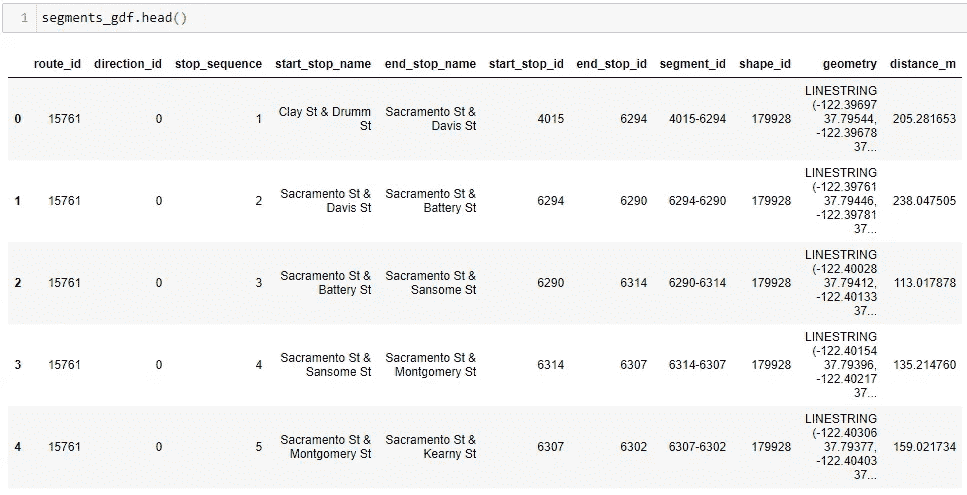 1 segments_gdf.head()
route_id direction_id stop_sequence start_stop_name end_stop_name start_stop_id end_stop_id segment_id shape_id geometry distance_m
0 15761 0 1 Clay St & Drumm St Sacramento St & Davis St 4015 6294 4015-6294 179928 LINESTRING (-122.39697 37.79544, -122.39678 37... 205.281653
1 15761 0 2 Sacramento St & Davis St Sacramento St & Battery St 6294 6290 6294-6290 179928 LINESTRING (-122.39761 37.79446, -122.39781 37... 238.047505
2 15761 0 3 Sacramento St & Battery St Sacramento St & Sansome St 6290 6314 6290-6314 179928 LINESTRING (-122.40028 37.79412, -122.40133 37... 113.017878
3 15761 0 4 Sacramento St & Sansome St Sacramento St & Montgomery St 6314 6307 6314-6307 179928 LINESTRING (-122.40154 37.79396, -122.40217 37... 135.214760
4 15761 0 5 Sacramento St & Montgomery St Sacramento St & Kearny St 6307 6302 6307-6302 179928 LINESTRING (-122.40306 37.79377, -122.40403 37... 159.021734